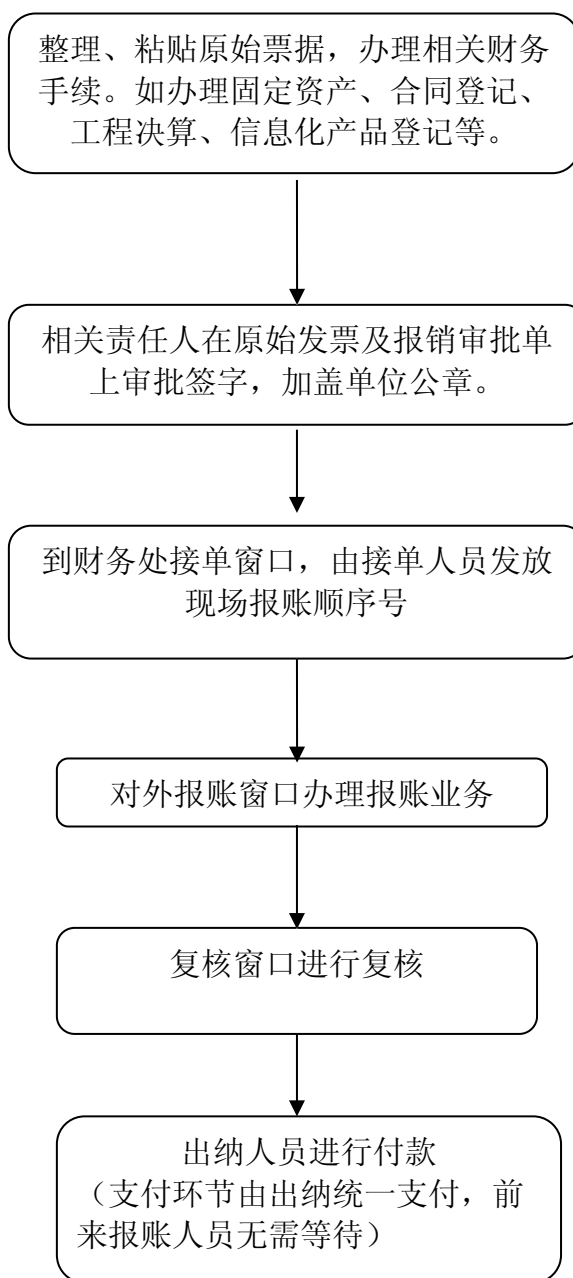 整理、粘贴原始票据，办理相关财务
手续。如办理固定资产、合同登记、
工程决算、信息化产品登记等。
相关责任人在原始发票及报销审批单
上审批签字，加盖单位公章。
到财务处接单窗口，由接单人员发放
现场报账顺序号
对外报账窗口办理报账业务
复核窗口进行复核
出纳人员进行付款
（支付环节由出纳统一支付，前
来报账人员无需等待）